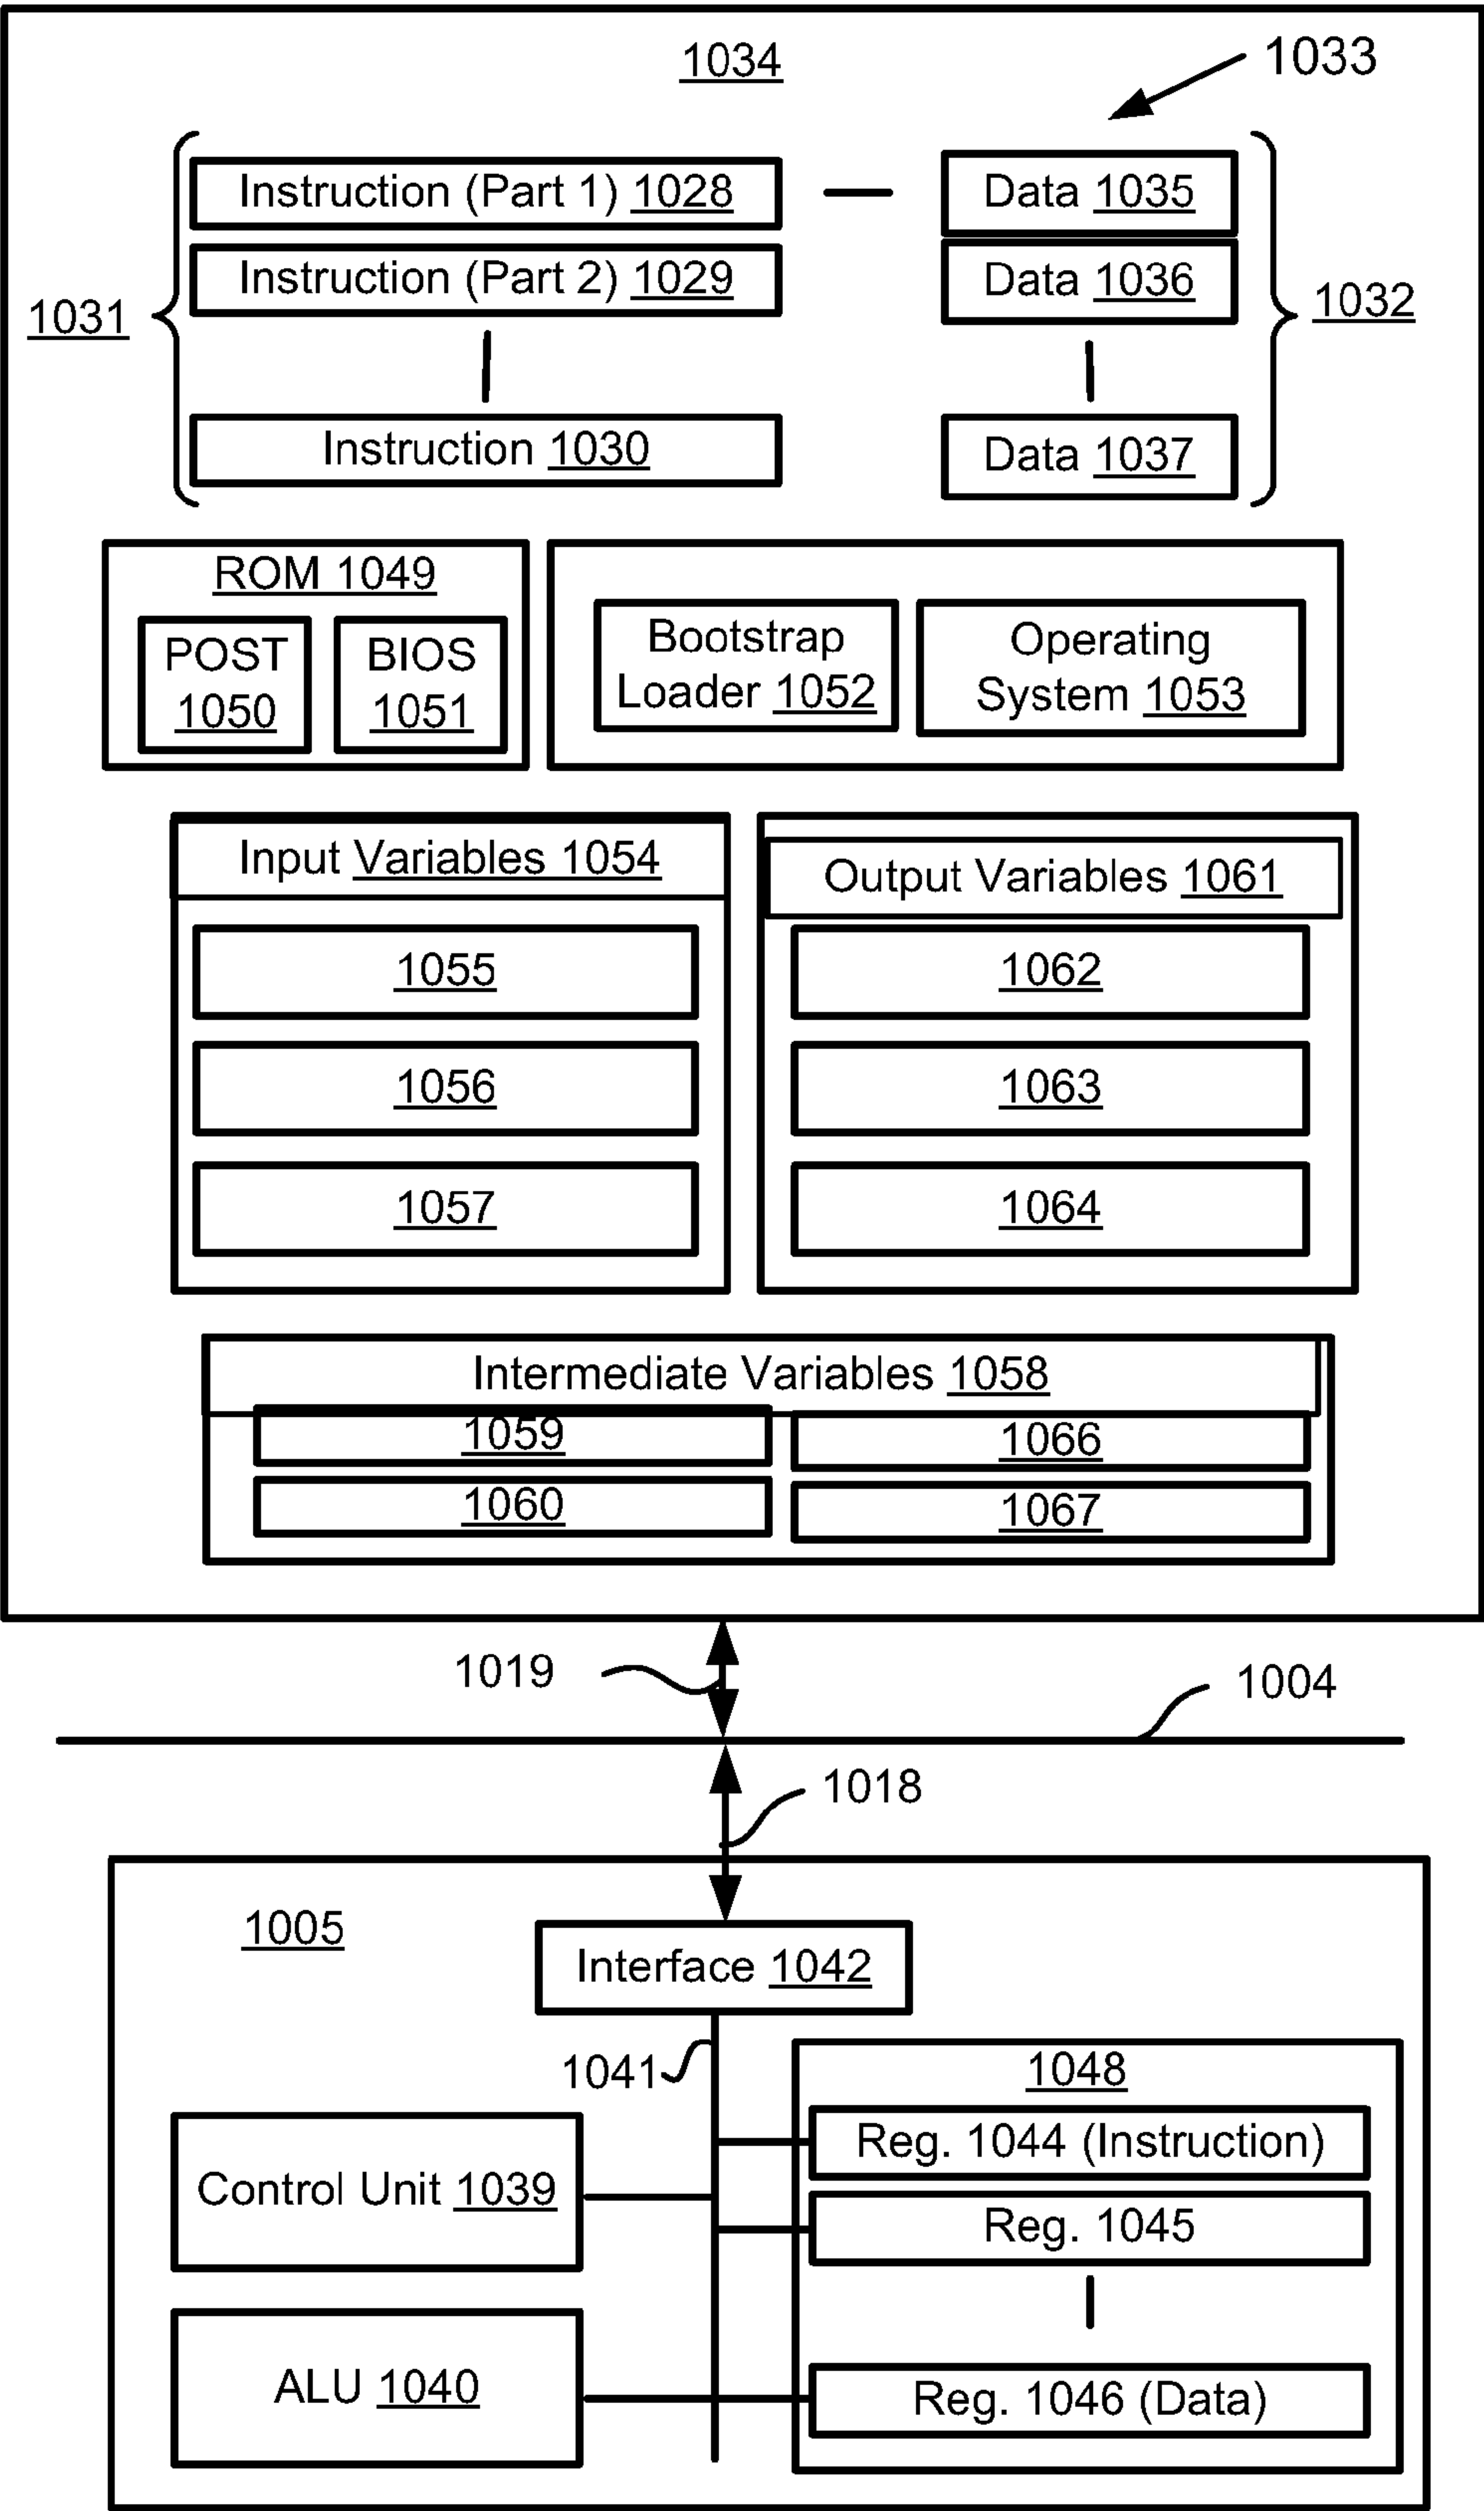 1034
1033
Instruction (Part 1) 1028
Data 1035
Instruction (Part 2) 1029
Data 1036
1031
1032
Instruction 1030
Data 1037
ROM 1049
POST
1050
BIOS
1051
Bootstrap
Loader 1052
Operating
System 1053
Input Variables 1054
1055
1056
1057
Output Variables 1061
1062
1063
1064
Intermediate Variables 1058
1059
1066
1060
1067
1019
1004
1018
1005
Interface 1042
1041
1048
Reg. 1044 (Instruction)
Control Unit 1039
Reg. 1045
ALU 1040
Reg. 1046 (Data)